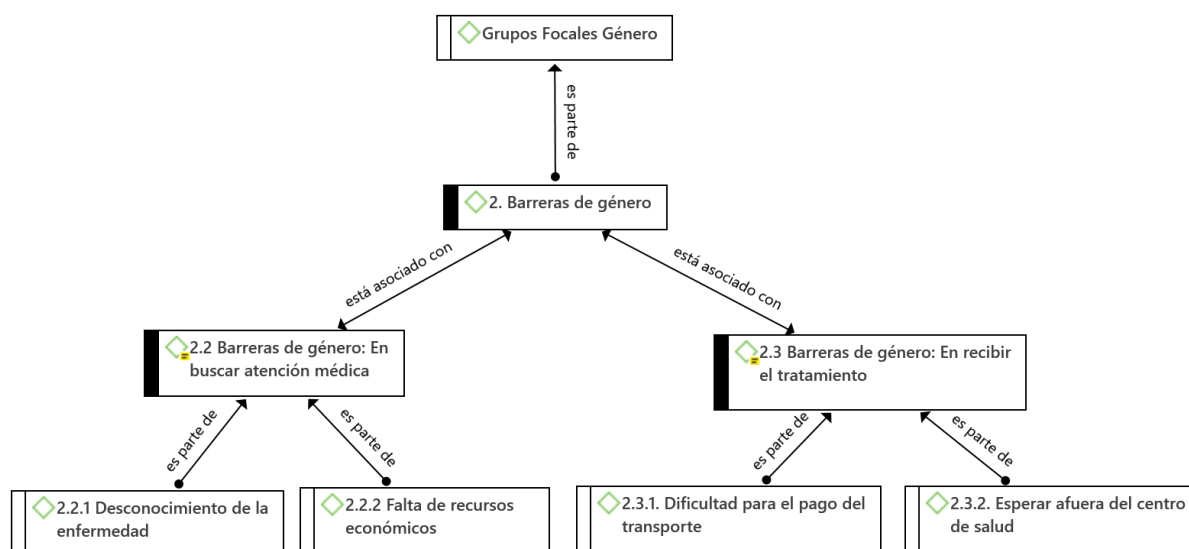 Grupos Focales Género
es parte de
2. Barreras de género
está asociado con
está asociado con
2.2 Barreras de género: En
buscar atención médica
2.3 Barreras de género: En recibir
el tratamiento
es parte de
es parte de
es parte de
es parte de
2.2.1 Desconocimiento de la
enfermedad
2.2.2 Falta de recursos
económicos
2.3.1. Dificultad para el pago del
transporte
2.3.2. Esperar afuera del centro
de salud